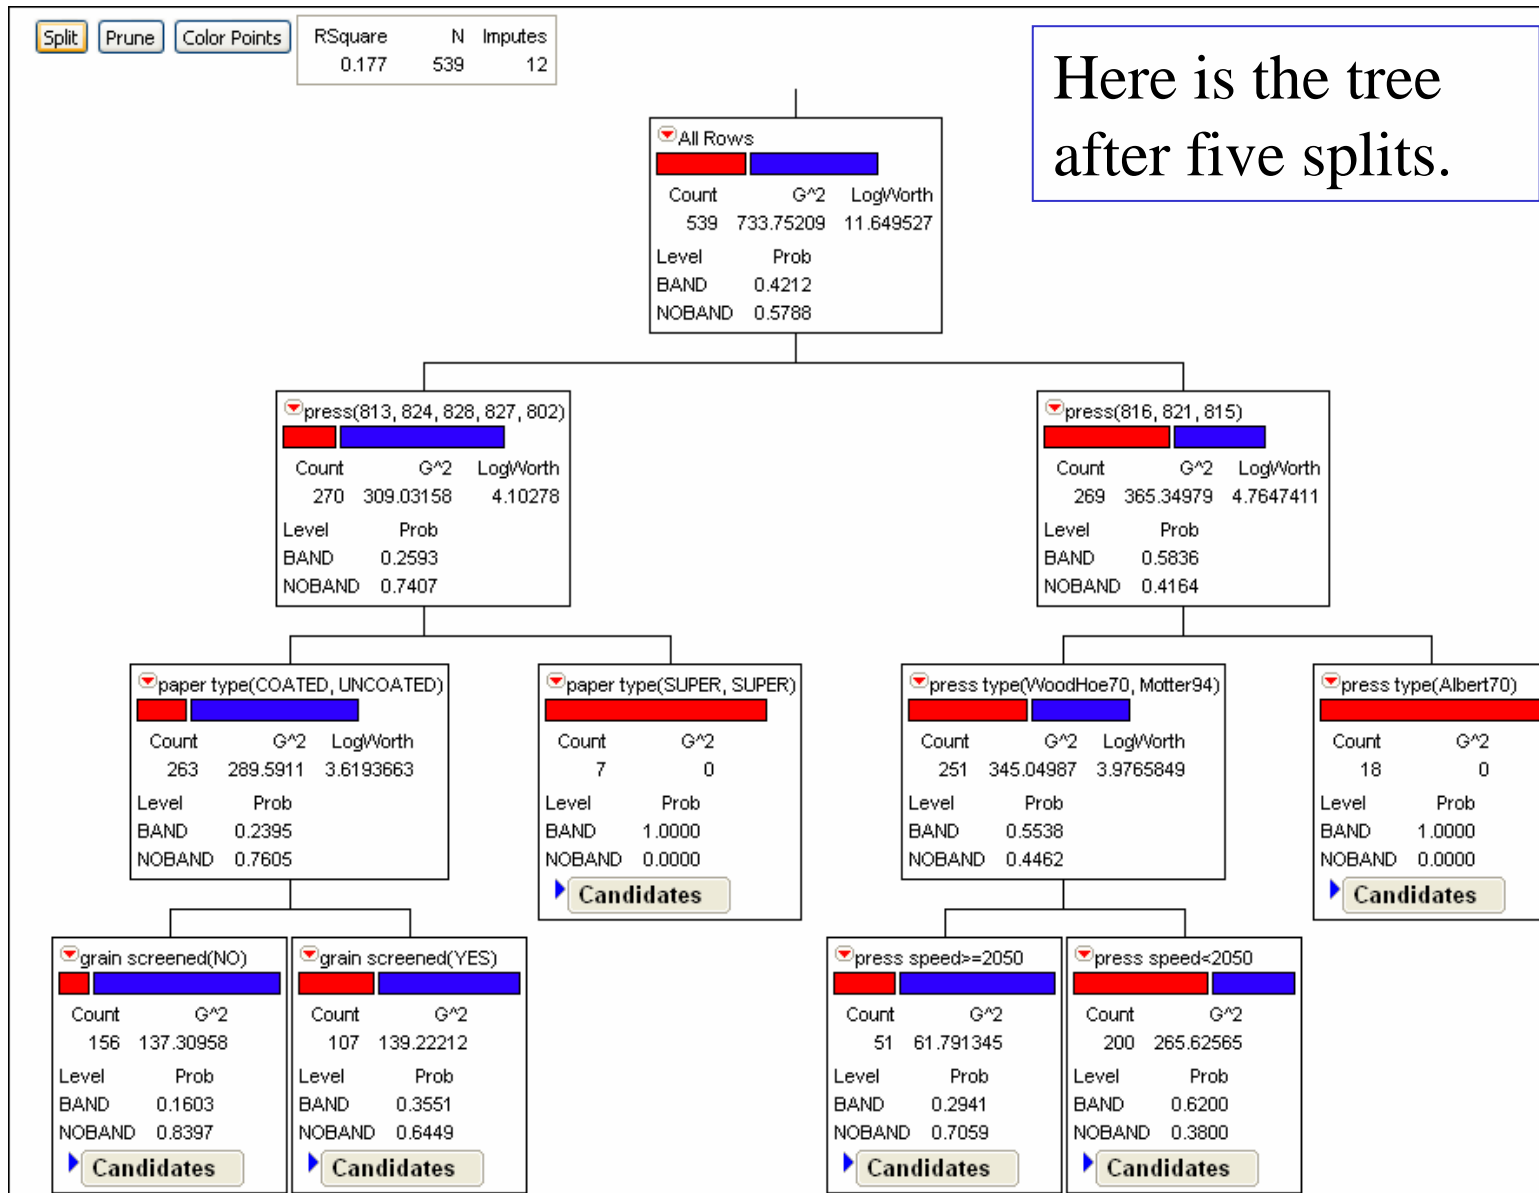 Split Prune Color Points
RSquare N Imputes
0.177 539 12
Here is the tree
after five splits.
All Rows
Count G^2 LogWorth
539 733.75209 11.649527
Level Prob
BAND 0.4212
NOBAND 0.5788
press(813, 824, 828, 827, 802)
Count G^2 LogWorth
270 309.03158 4.10278
Level Prob
BAND 0.2593
NOBAND 0.7407
press(816, 821, 815)
Count G^2 LogWorth
269 365.34979 4.7647411
Level Prob
BAND 0.5836
NOBAND 0.4164
paper type(COATED, UNCOATED)
Count G^2 LogWorth
263 289.5911 3.6193663
Level Prob
BAND 0.2395
NOBAND 0.7605
paper type(SUPER, SUPER)
Count G^2
7 0
Level Prob
BAND 1.0000
NOBAND 0.0000
Candidates
press type(WoodHoe70, Motter94)
Count G^2 LogWorth
251 345.04987 3.9765849
Level Prob
BAND 0.5538
NOBAND 0.4462
press type(Albert70)
Count G^2
18 0
Level Prob
BAND 1.0000
NOBAND 0.0000
Candidates
grain screened(NO)
Count G^2
156 137.30958
Level Prob
BAND 0.1603
NOBAND 0.8397
Candidates
grain screened(YES)
Count G^2
107 139.22212
Level Prob
BAND 0.3551
NOBAND 0.6449
Candidates
press speed>=2050
Count G^2
51 61.791345
Level Prob
BAND 0.2941
NOBAND 0.7059
Candidates
press speed<2050
Count G^2
200 265.62565
Level Prob
BAND 0.6200
NOBAND 0.3800
Candidates